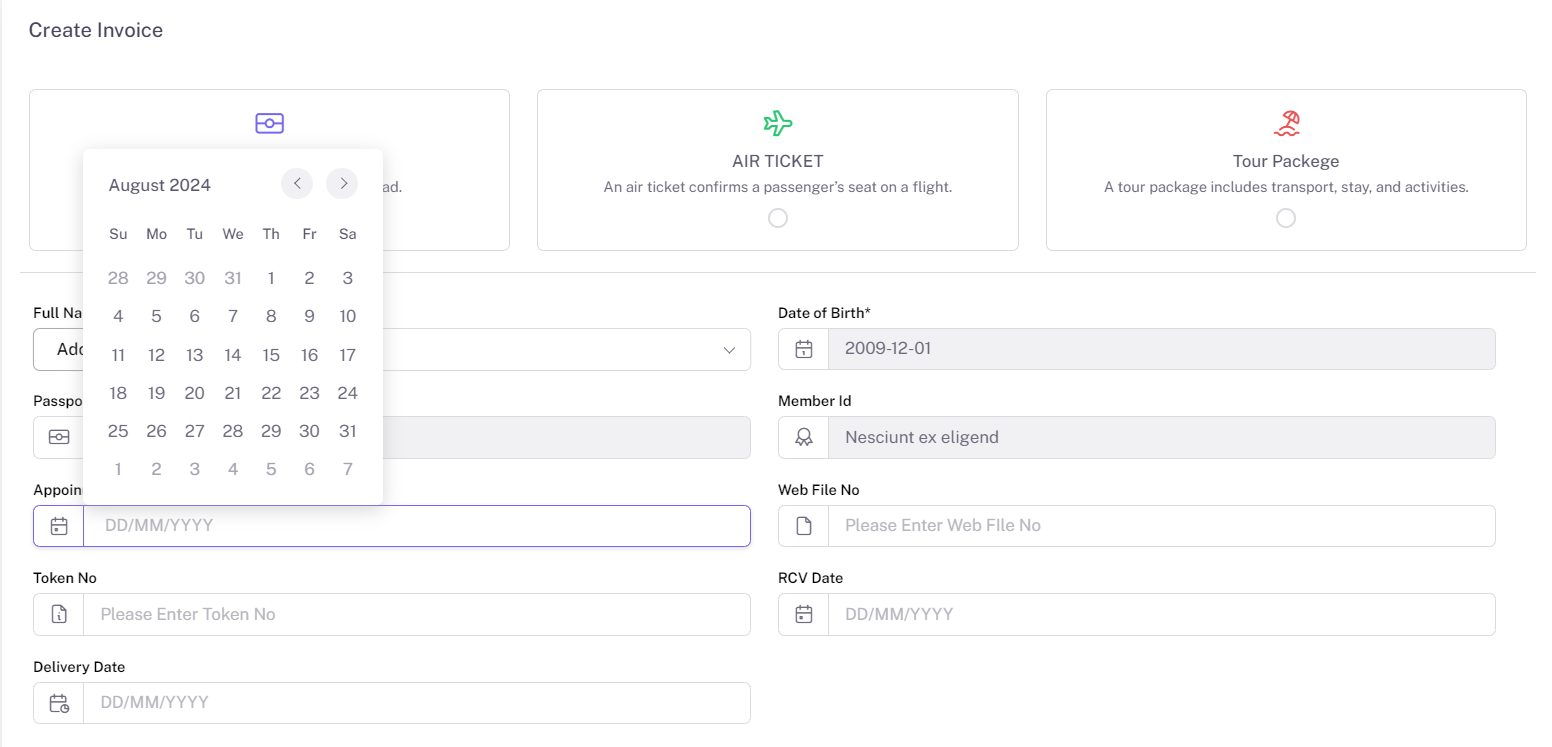 Create Invoice
ad.
AIR TICKET
An air ticket confirms a passenger's seat on a flight.
Tour Packege
A tour package includes transport, stay, and activities.
August 2024
Su Mo Tu We Th Fr Sa
28 29 30 31 1 2 3
4 5 6 7 8 9 10
11 12 13 14 15 16 17
18 19 20 21 22 23 24
25 26 27 28 29 30 31
1 2 3 4 5 6 7
Full Na
Date of Birth*
Add
2009-12-01
Passpo
Member Id
Nesciunt ex eligend
Appoin
Web File No
DD/MM/YYYY
Please Enter Web FIle No
Token No
RCV Date
Please Enter Token No
DD/MM/YYYY
Delivery Date
DD/MM/YYYY